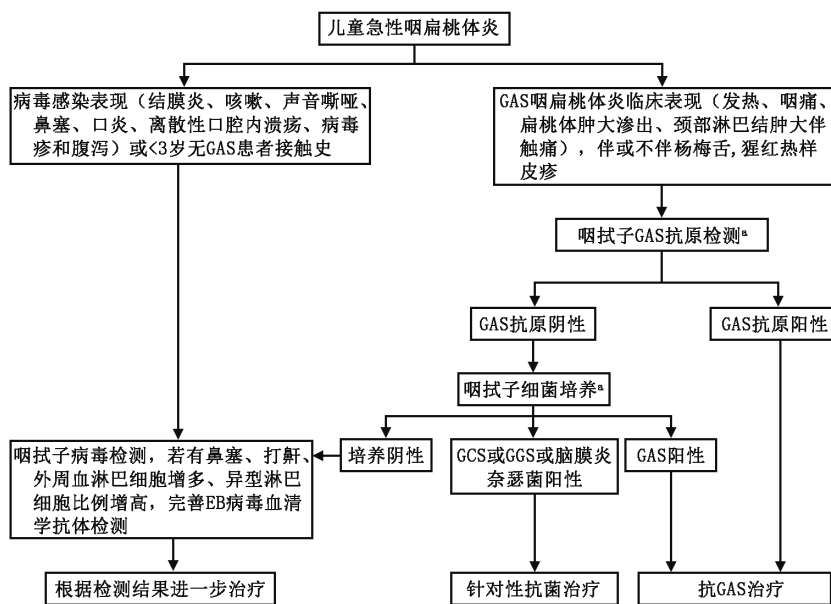 儿童急性咽扁桃体炎
病毒感染表现（结膜炎、咳嗽、声音嘶哑、
鼻塞、口炎、离散性口腔内溃疡、病毒
疹和腹泻）或<3岁无GAS患者接触史
GAS咽扁桃体炎临床表现（发热、咽痛、
扁桃体肿大渗出、颈部淋巴结肿大伴
触痛），伴或不伴杨梅舌,猩红热样
皮疹
咽拭子GAS抗原检测a
GAS抗原阴性
GAS抗原阳性
咽拭子细菌培养a
培养阴性
GCS或GGS或脑膜炎
奈瑟菌阳性
GAS阳性
咽拭子病毒检测，若有鼻塞、打鼾、
外周血淋巴细胞增多、异型淋巴
细胞比例增高，完善EB病毒血清
学抗体检测
根据检测结果进一步治疗
针对性抗菌治疗
抗GAS治疗